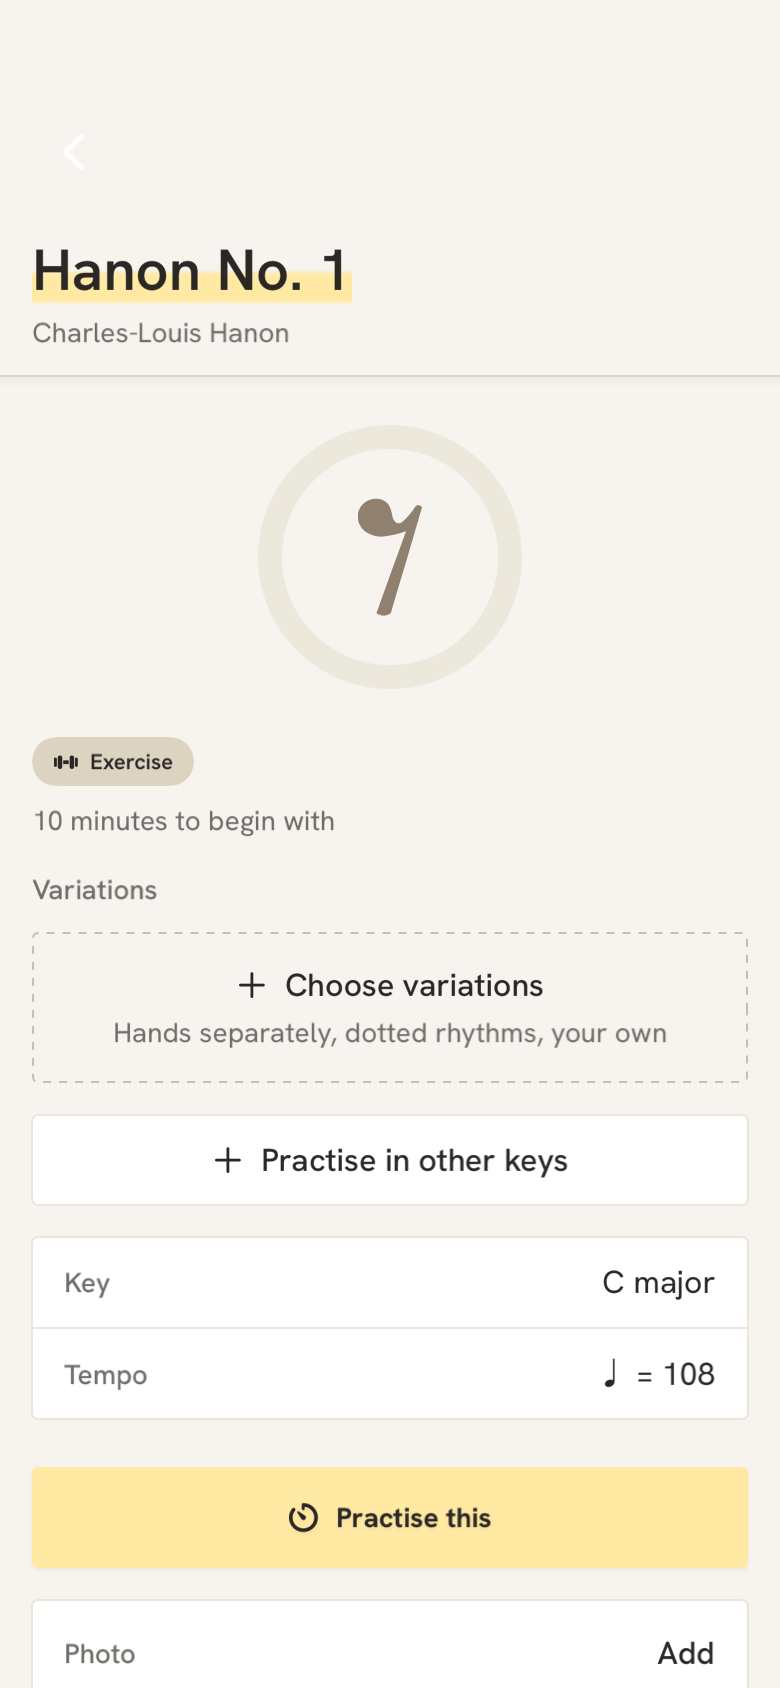 Hanon No. 1
Charles-Louis Hanon
Exercise
10 minutes to begin with
Variations
+ Choose variations
Hands separately, dotted rhythms, your own
+ Practise in other keys
Key C major
Tempo ♩ = 108
Practise this
Photo Add